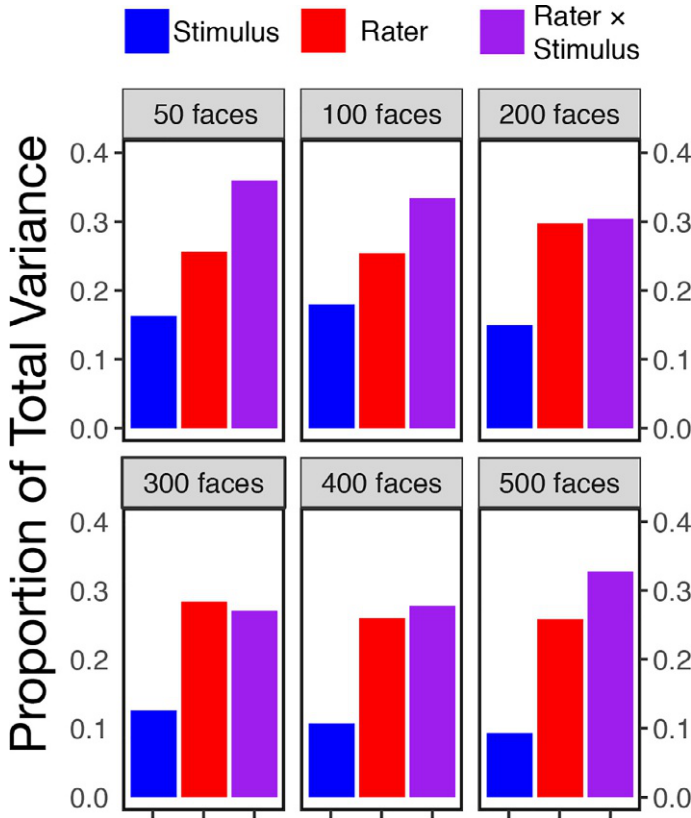 Stimulus
Rater
Rater ×
Stimulus
Proportion of Total Variance
50 faces
100 faces
200 faces
0.4
0.3
0.2
0.1
0.0
0.4
0.3
0.2
0.1
0.0
300 faces
400 faces
500 faces
0.4
0.3
0.2
0.1
0.0
0.4
0.3
0.2
0.1
0.0